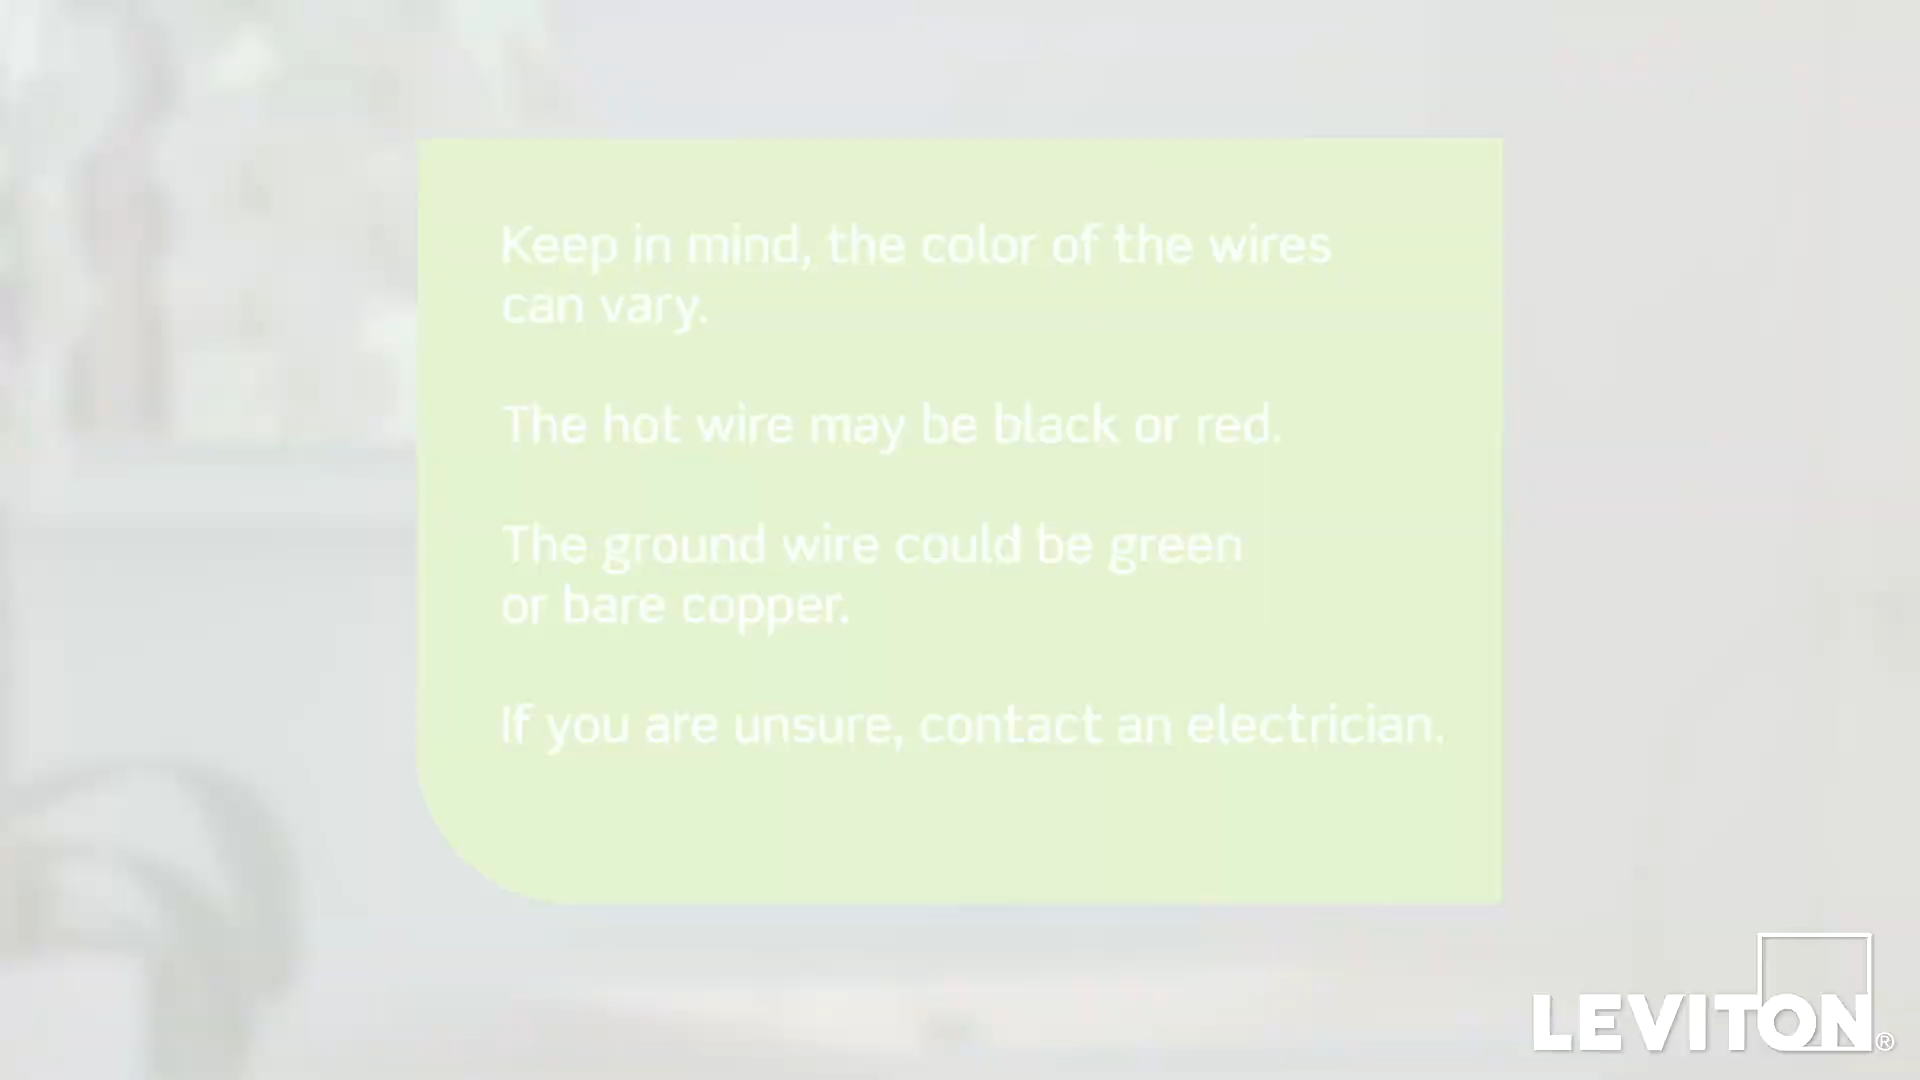 Keep in mind, the color of the wires
can vary.
The hot wire may be black or red.
The ground wire could be green
or bare copper.
If you are unsure, contact an electrician.
LEVITON®